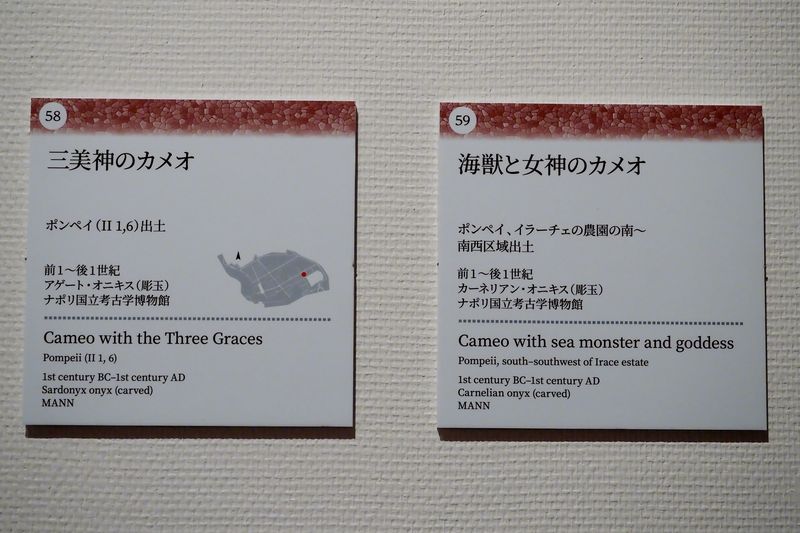 58
三美神のカメオ
ポンペイ(II 1,6)出土
前1〜後1世紀
アゲート・オニキス(彫玉)
ナポリ国立考古学博物館
Cameo with the Three Graces
Pompeii (II 1, 6)
1st century BC–1st century AD
Sardonyx onyx (carved)
MANN
59
海獣と女神のカメオ
ポンペイ、イラーチェの農園の南〜
南西区域出土
前1〜後1世紀
カーネリアン・オニキス(彫玉)
ナポリ国立考古学博物館
Cameo with sea monster and goddess
Pompeii, south–southwest of Irace estate
1st century BC–1st century AD
Carnelian onyx (carved)
MANN